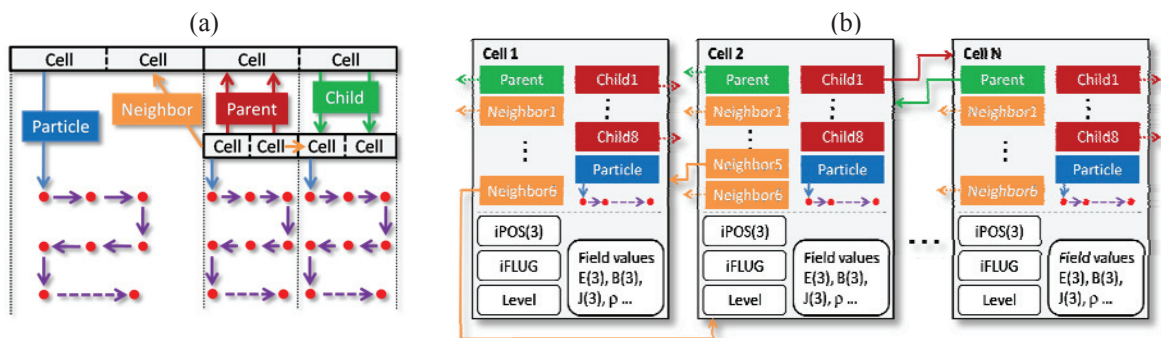 (a)
Cell Cell Cell Cell
Particle
Neighbor
Parent
Child
Cell Cell Cell Cell
(b)
Cell 1
Parent
Child1
Neighbor1
⋮
⋮
Child8
Particle
Neighbor6
iPOS(3)
iFLUG
Level
Field values
E(3), B(3),
J(3), ρ ...
Cell 2
Parent
Child1
Neighbor1
⋮
⋮
Child8
Neighbor5
Particle
Neighbor6
iPOS(3)
iFLUG
Level
Field values
E(3), B(3),
J(3), ρ ...
...
Cell N
Parent
Child1
Neighbor1
⋮
⋮
Child8
Particle
Neighbor6
iPOS(3)
iFLUG
Level
Field values
E(3), B(3),
J(3), ρ ...